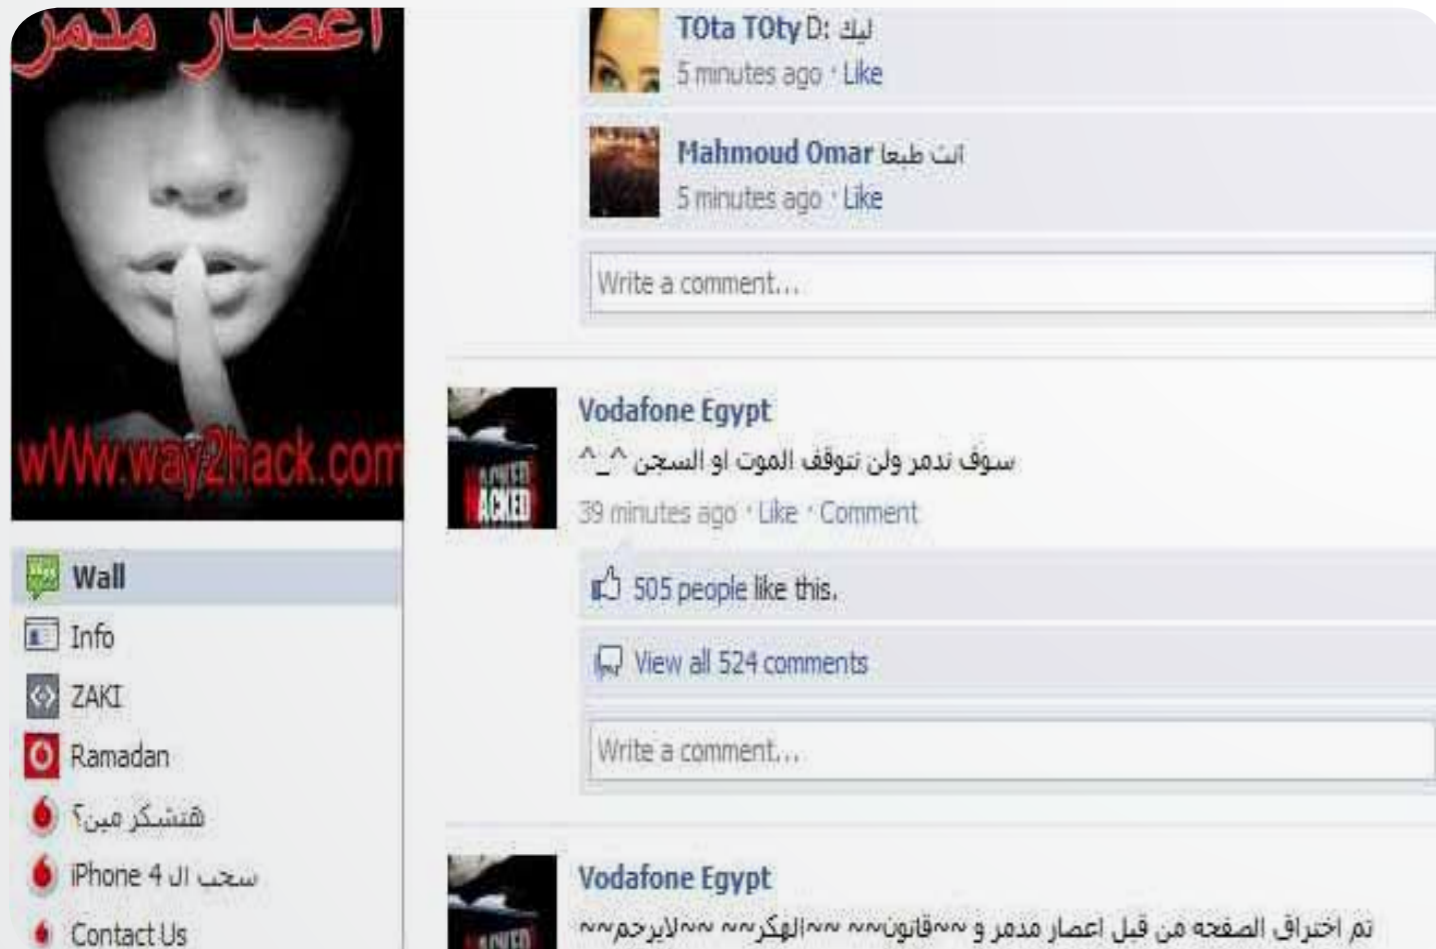 اعصار مدمر
wWw.way2hack.com
Wall
Info
ZAKI
Ramadan
هتشكر مين؟
سحب ال iPhone 4
Contact Us
TOta TOty ليك :D
5 minutes ago · Like
Mahmoud Omar انت طبعا
5 minutes ago · Like
Write a comment...
Vodafone Egypt
سوف ندمر ولن تتوقف الموت او السجن ^_^
39 minutes ago · Like · Comment
HACKED
505 people like this.
View all 524 comments
Write a comment...
Vodafone Egypt
تم اختراق الصفحه من قبل اعصار مدمر و ~~قانون~~ ~~الهكر~~ ~~لايرحم~~
HACKED